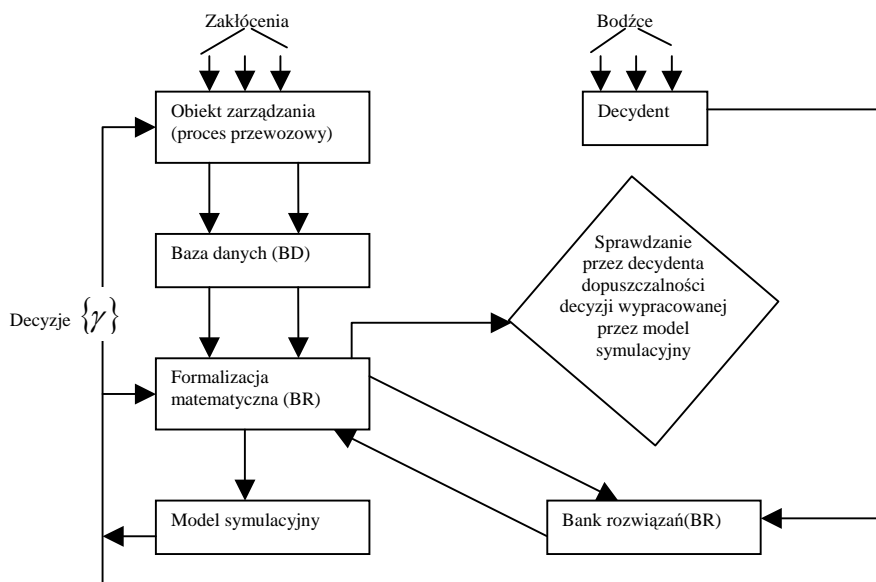 Zakłócenia
Bodźce
Obiekt zarządzania
(proces przewozowy)
Decydent
Baza danych (BD)
Sprawdzanie
przez decydenta
dopuszczalności
decyzji wypracowanej
przez model
symulacyjny
Decyzje {γ}
Formalizacja
matematyczna (BR)
Model symulacyjny
Bank rozwiązań(BR)